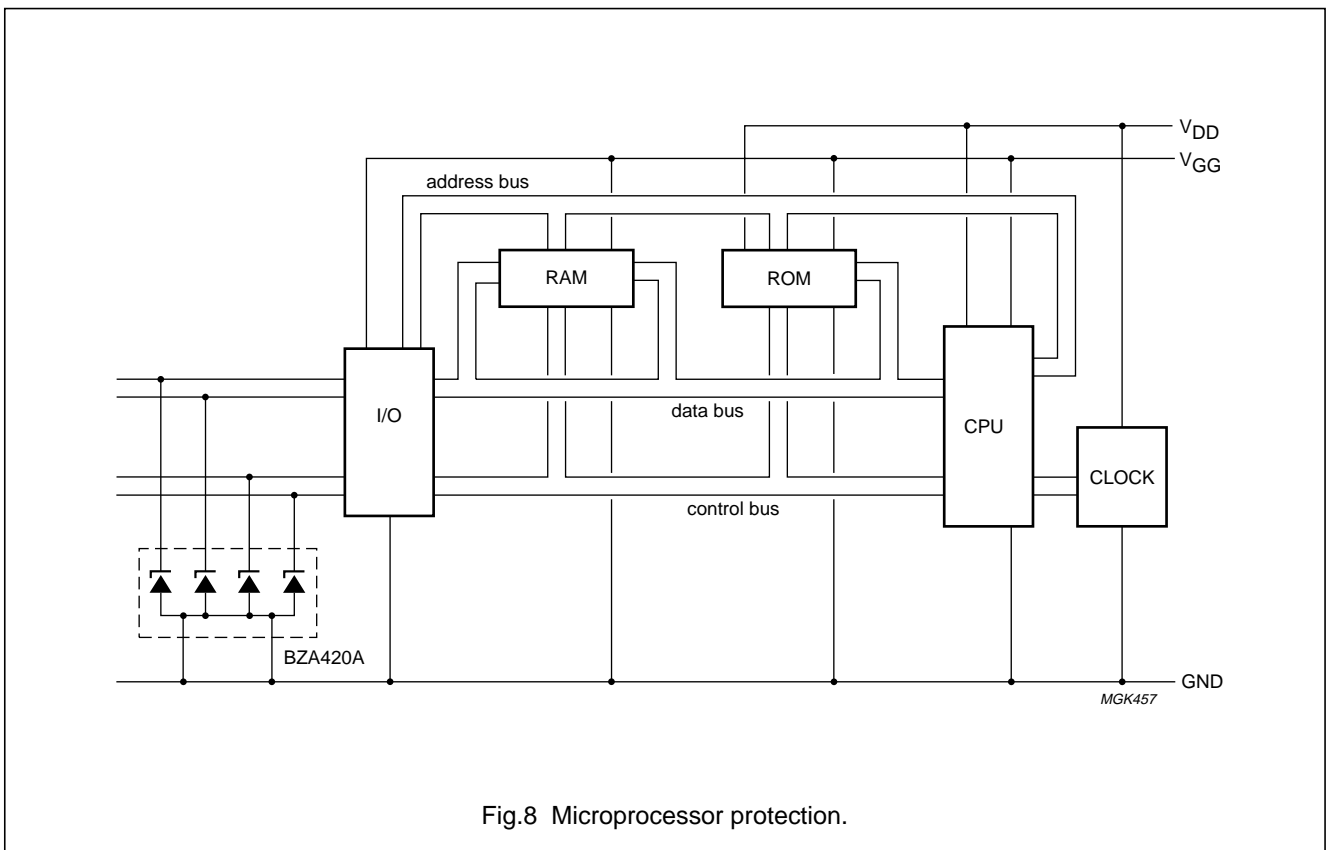 VDD
VGG
address bus
RAM
ROM
I/O
data bus
CPU
CLOCK
control bus
BZA420A
GND
MGK457
Fig.8 Microprocessor protection.